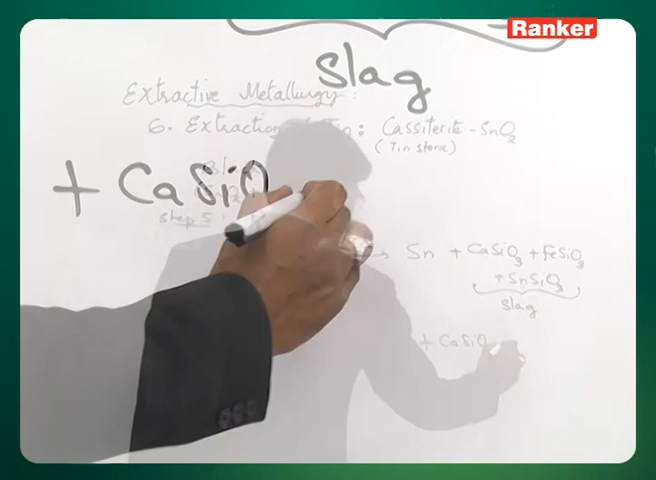 Ranker
Slag
Extractive Metallurgy:
6. Extraction : Cassiterite - SnO₂
(Tin stone)
+ CaSiO
Step 5
→ Sn + CaSiO₃ + FeSiO₃
+ SnSiO₃
Slag
+ CaSiO